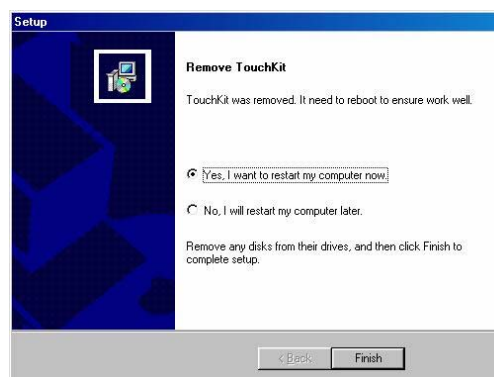 Setup
Remove TouchKit
TouchKit was removed. It need to reboot to ensure work well.
Yes, I want to restart my computer now.
No, I will restart my computer later.
Remove any disks from their drives, and then click Finish to
complete setup.
< Back
Finish